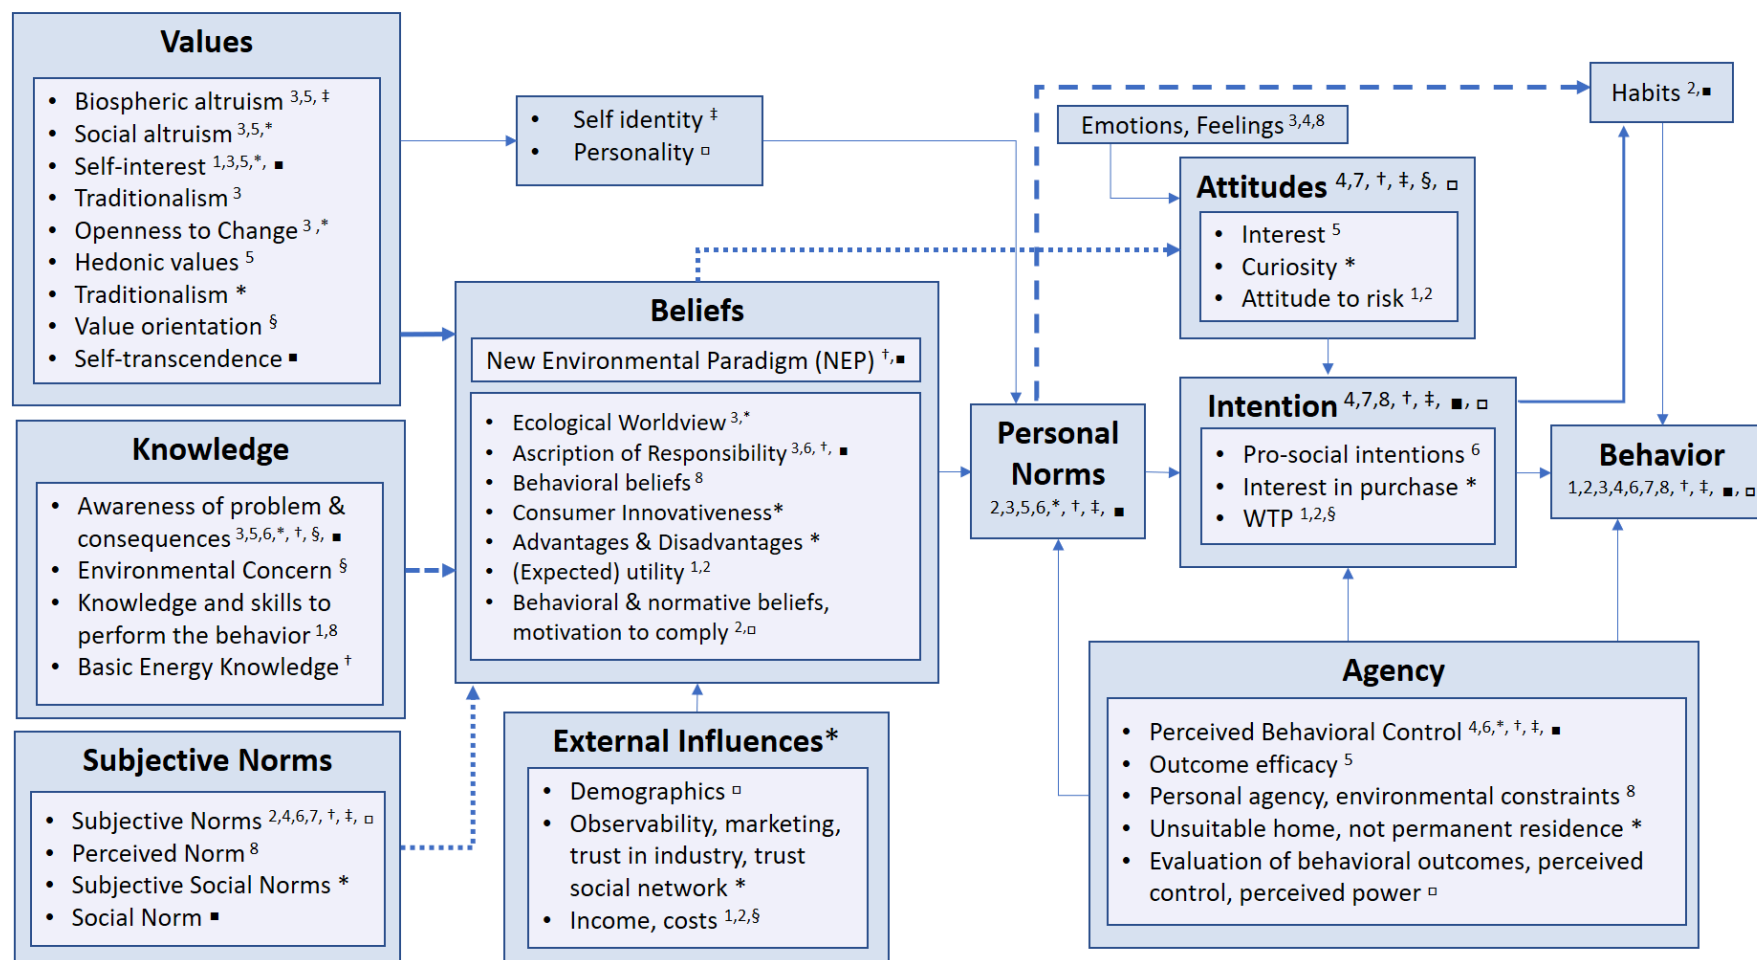 Values
• Biospheric altruism 3,5, ‡
• Social altruism 3,5,*
• Self-interest 1,3,5,*, ■
• Traditionalism 3
• Openness to Change 3 ,*
• Hedonic values 5
• Traditionalism *
• Value orientation §
• Self-transcendence ■
Knowledge
• Awareness of problem &
consequences 3,5,6,*, †, §, ■
• Environmental Concern §
• Knowledge and skills to
perform the behavior 1,8
• Basic Energy Knowledge †
Subjective Norms
• Subjective Norms 2,4,6,7, †, ‡, □
• Perceived Norm 8
• Subjective Social Norms *
• Social Norm ■
• Self identity ‡
• Personality □
Beliefs
New Environmental Paradigm (NEP) †,■
• Ecological Worldview 3,*
• Ascription of Responsibility 3,6, †, ■
• Behavioral beliefs 8
• Consumer Innovativeness*
• Advantages & Disadvantages *
• (Expected) utility 1,2
• Behavioral & normative beliefs,
motivation to comply 2,□
External Influences*
• Demographics □
• Observability, marketing,
trust in industry, trust
social network *
• Income, costs 1,2,§
Personal
Norms
2,3,5,6,*, †, ‡, ■
Emotions, Feelings 3,4,8
Attitudes 4,7, †, ‡, §, □
• Interest 5
• Curiosity *
• Attitude to risk 1,2
Intention 4,7,8, †, ‡, ■, □
• Pro-social intentions 6
• Interest in purchase *
• WTP 1,2,§
Habits 2,■
Behavior
1,2,3,4,6,7,8, †, ‡, ■, □
Agency
• Perceived Behavioral Control 4,6,*, †, ‡, ■
• Outcome efficacy 5
• Personal agency, environmental constraints 8
• Unsuitable home, not permanent residence *
• Evaluation of behavioral outcomes, perceived
control, perceived power □